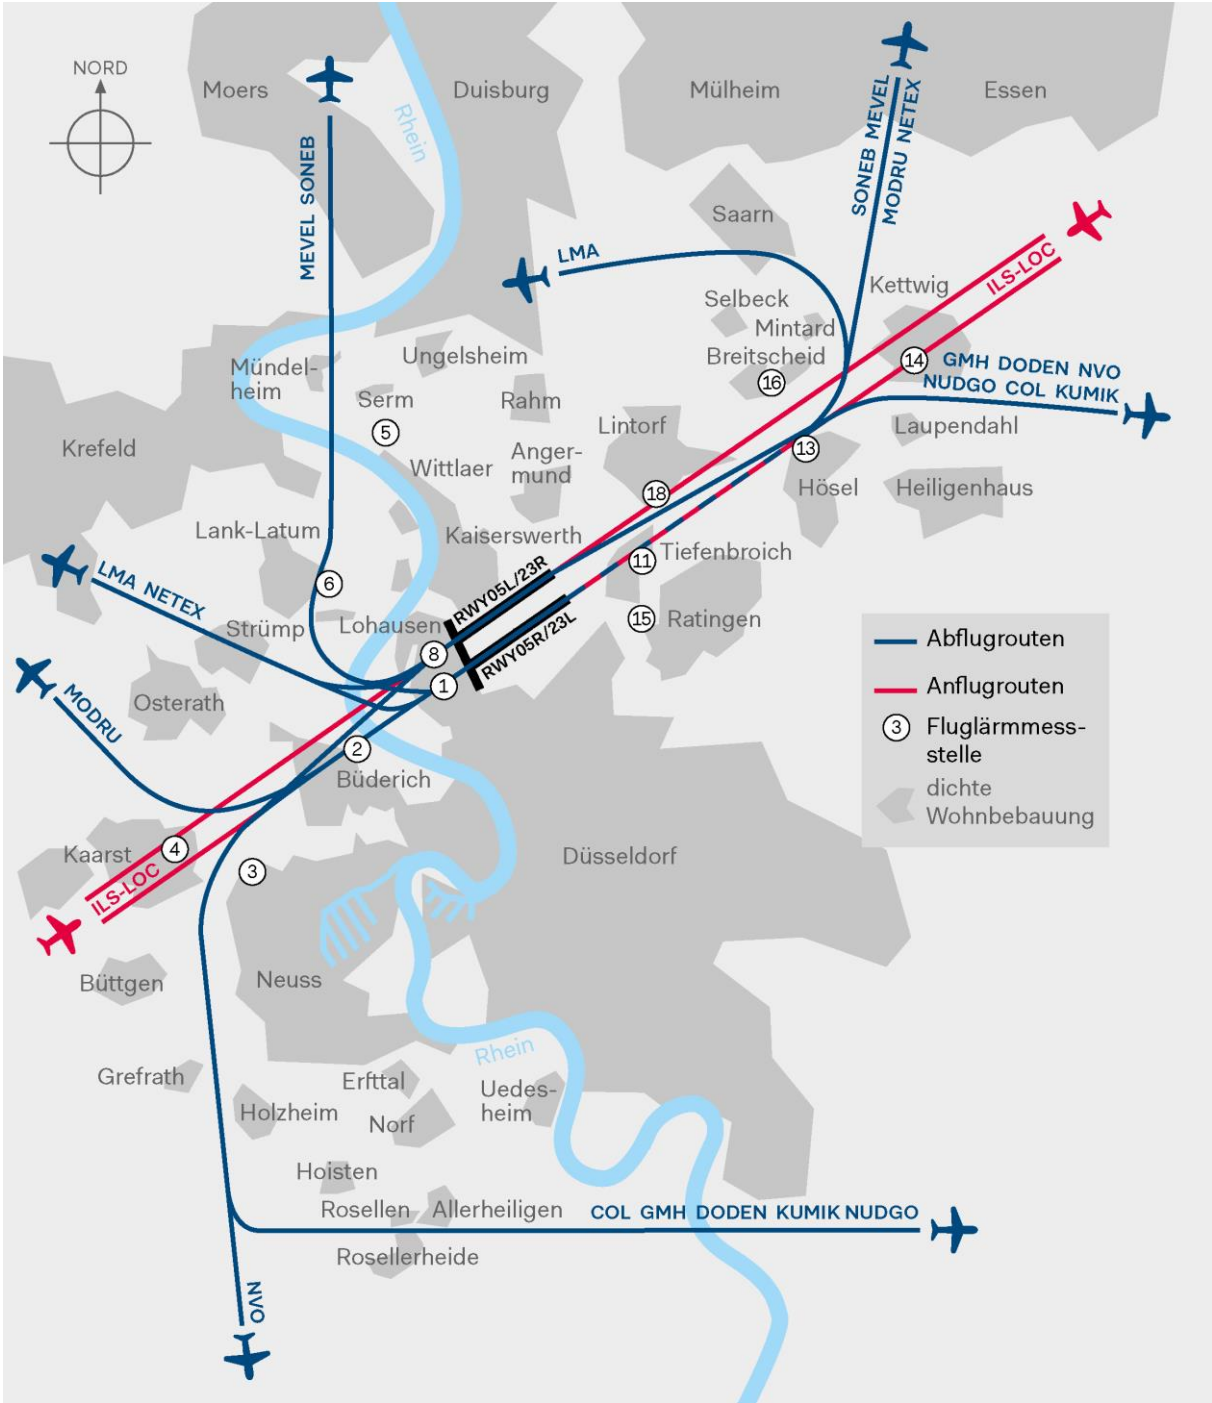 NORD
Moers
Duisburg
Mülheim
Essen
Rhein
MEVEL SONEB
SONEB MEVEL
MODRU NETEX
Saarn
LMA
ILS-LOC
Kettwig
Selbeck
Mintard
Breitscheid
16
14
GMH DODEN NVO
NUDGO COL KUMIK
Mündel-
heim
Ungelsheim
Serm
5
Rahm
Lintorf
Laupendahl
13
Krefeld
Wittlaer
Anger-
mund
18
Hösel
Heiligenhaus
Lank-Latum
Kaiserswerth
Tiefenbroich
11
LMA NETEX
6
RWY05L/23R
RWY05R/23L
15
Ratingen
Strümp
Lohausen
8
1
MODRU
Osterath
2
Büderich
Abflugrouten
Anflugrouten
3
Fluglärmmess-
stelle
dichte
Wohnbebauung
Kaarst
4
ILS-LOC
3
Düsseldorf
Büttgen
Neuss
Rhein
Grefrath
Erfttal
Uedes-
heim
Holzheim
Norf
Hoisten
Rosellen
Allerheiligen
COL GMH DODEN KUMIK NUDGO
Rosellerheide
NVO